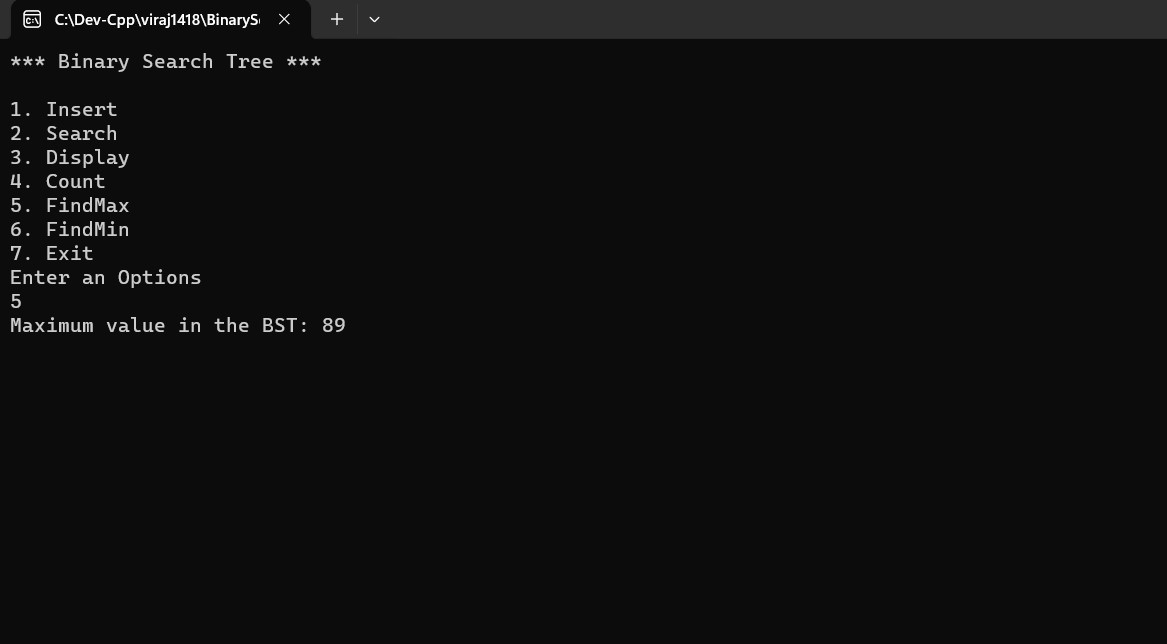 C:\Dev-Cpp\viraj1418\BinaryS
*** Binary Search Tree ***
1. Insert
2. Search
3. Display
4. Count
5. FindMax
6. FindMin
7. Exit
Enter an Options
5
Maximum value in the BST: 89